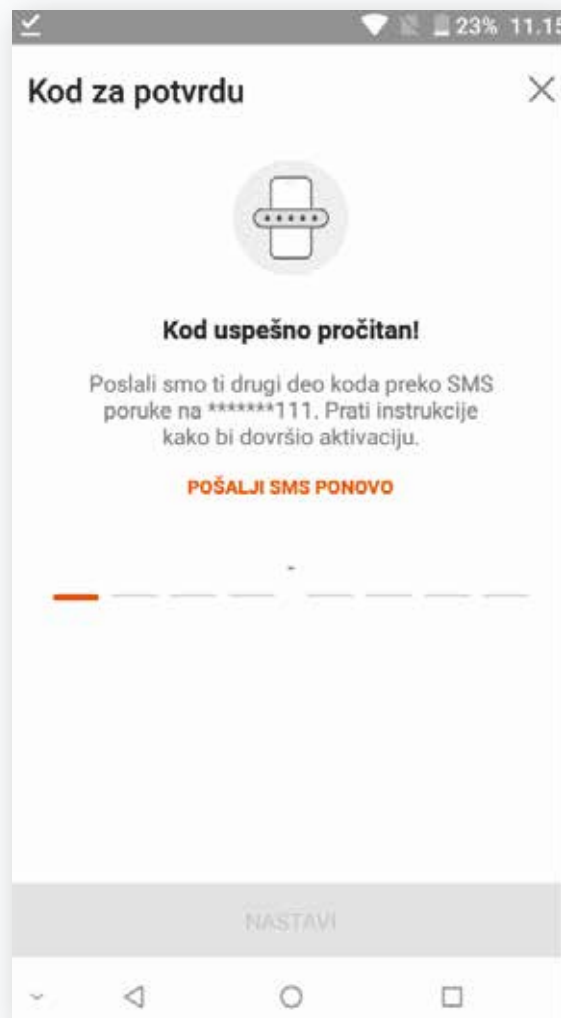 23% 11.15
Kod za potvrdu
Kod uspešno pročitan!
Poslali smo ti drugi deo koda preko SMS
poruke na *******111. Prati instrukcije
kako bi dovršio aktivaciju.
POŠALJI SMS PONOVO
-
NASTAVI